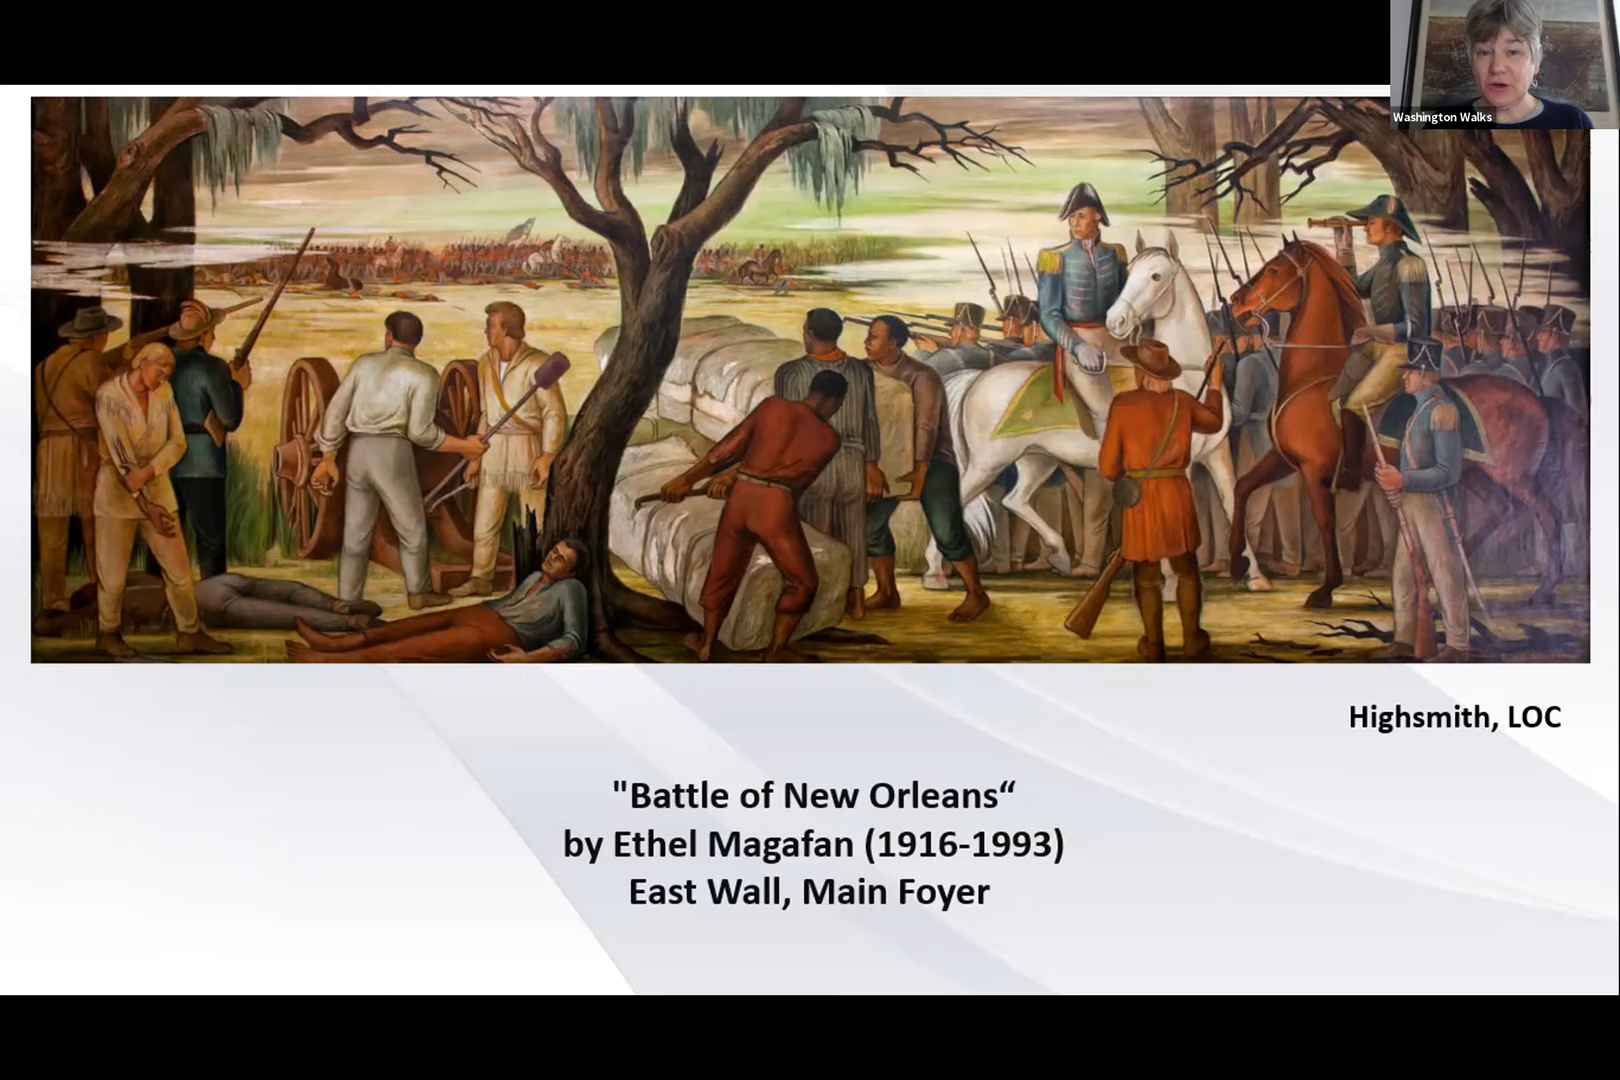 Washington Walks
Highsmith, LOC
"Battle of New Orleans“
by Ethel Magafan (1916-1993)
East Wall, Main Foyer